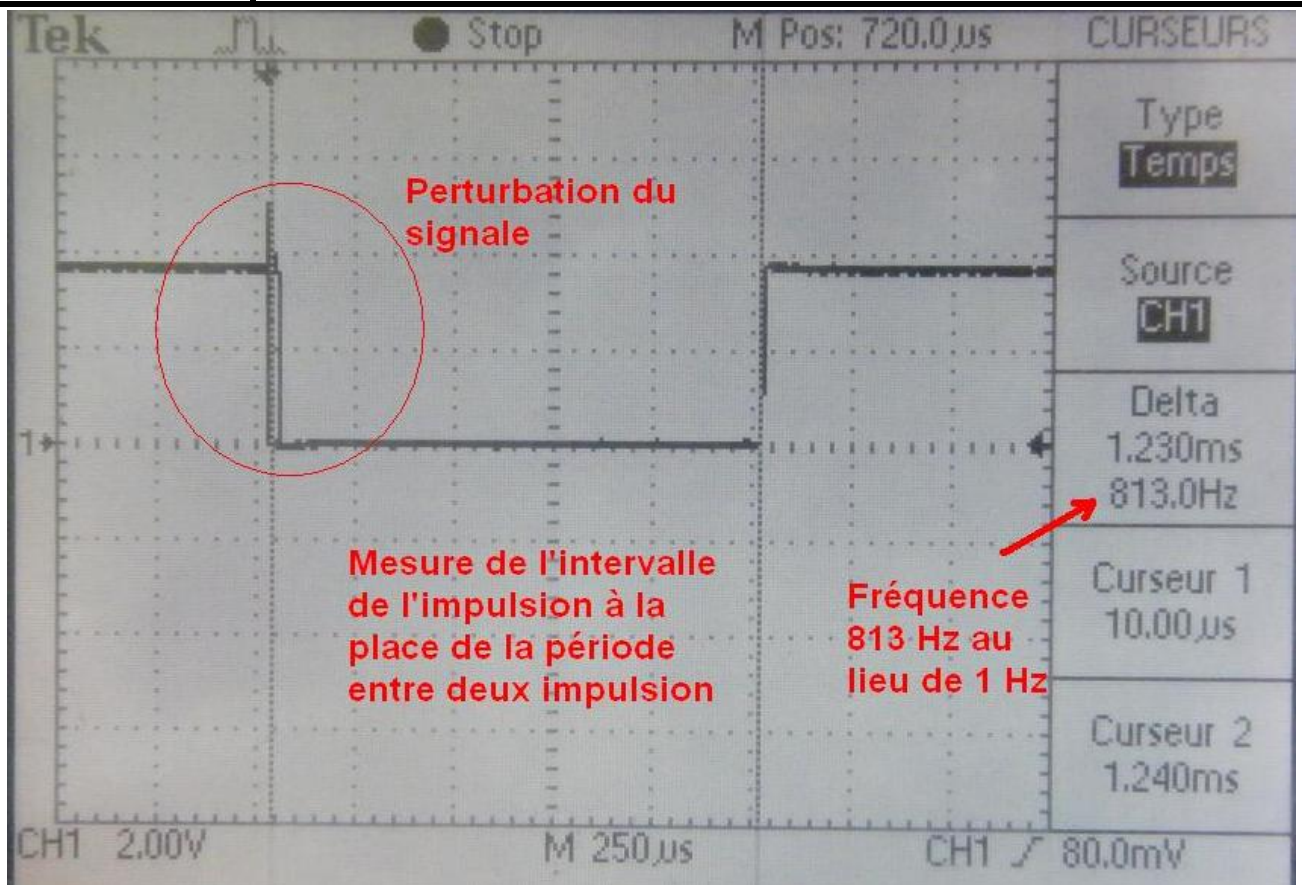 Tek Stop M Pos: 720.0µs CURSEURS
Type
Temps
Perturbation du
signale
Source
CH1
Delta
1.230ms
813.0Hz
1
Mesure de l'intervalle
de l'impulsion à la
place de la période
entre deux impulsion
Fréquence
813 Hz au
lieu de 1 Hz
Curseur 1
10.00µs
Curseur 2
1.240ms
CH1 2.00V M 250µs CH1 80.0mV